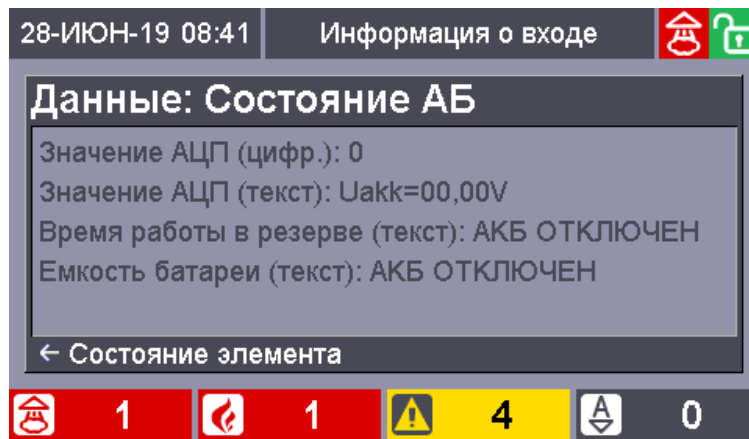 28-ИЮН-19 08:41 Информация о входе
Данные: Состояние АБ
Значение АЦП (цифр.): 0
Значение АЦП (текст): Uakk=00,00V
Время работы в резерве (текст): АКБ ОТКЛЮЧЕН
Емкость батареи (текст): АКБ ОТКЛЮЧЕН
← Состояние элемента
1 1 4 A 0